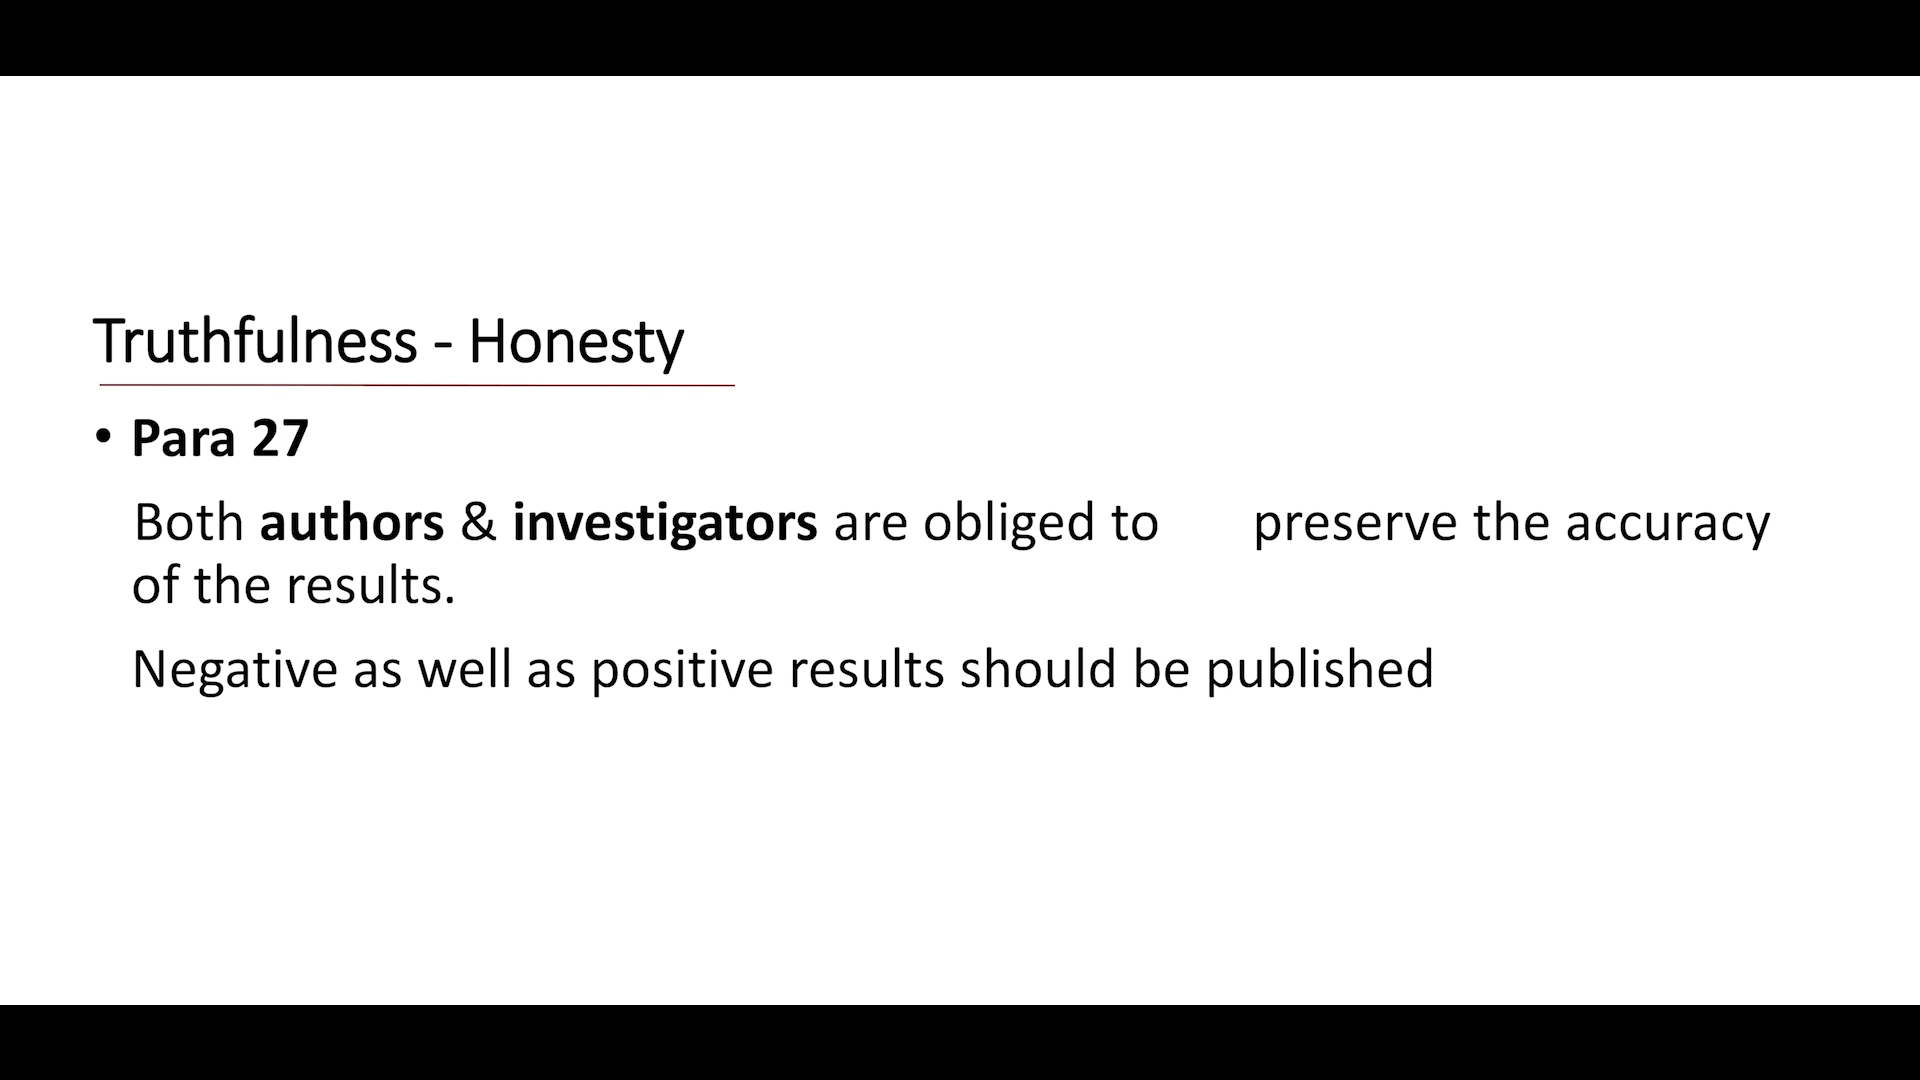 Truthfulness - Honesty
• Para 27
Both authors & investigators are obliged to preserve the accuracy
of the results.
Negative as well as positive results should be published